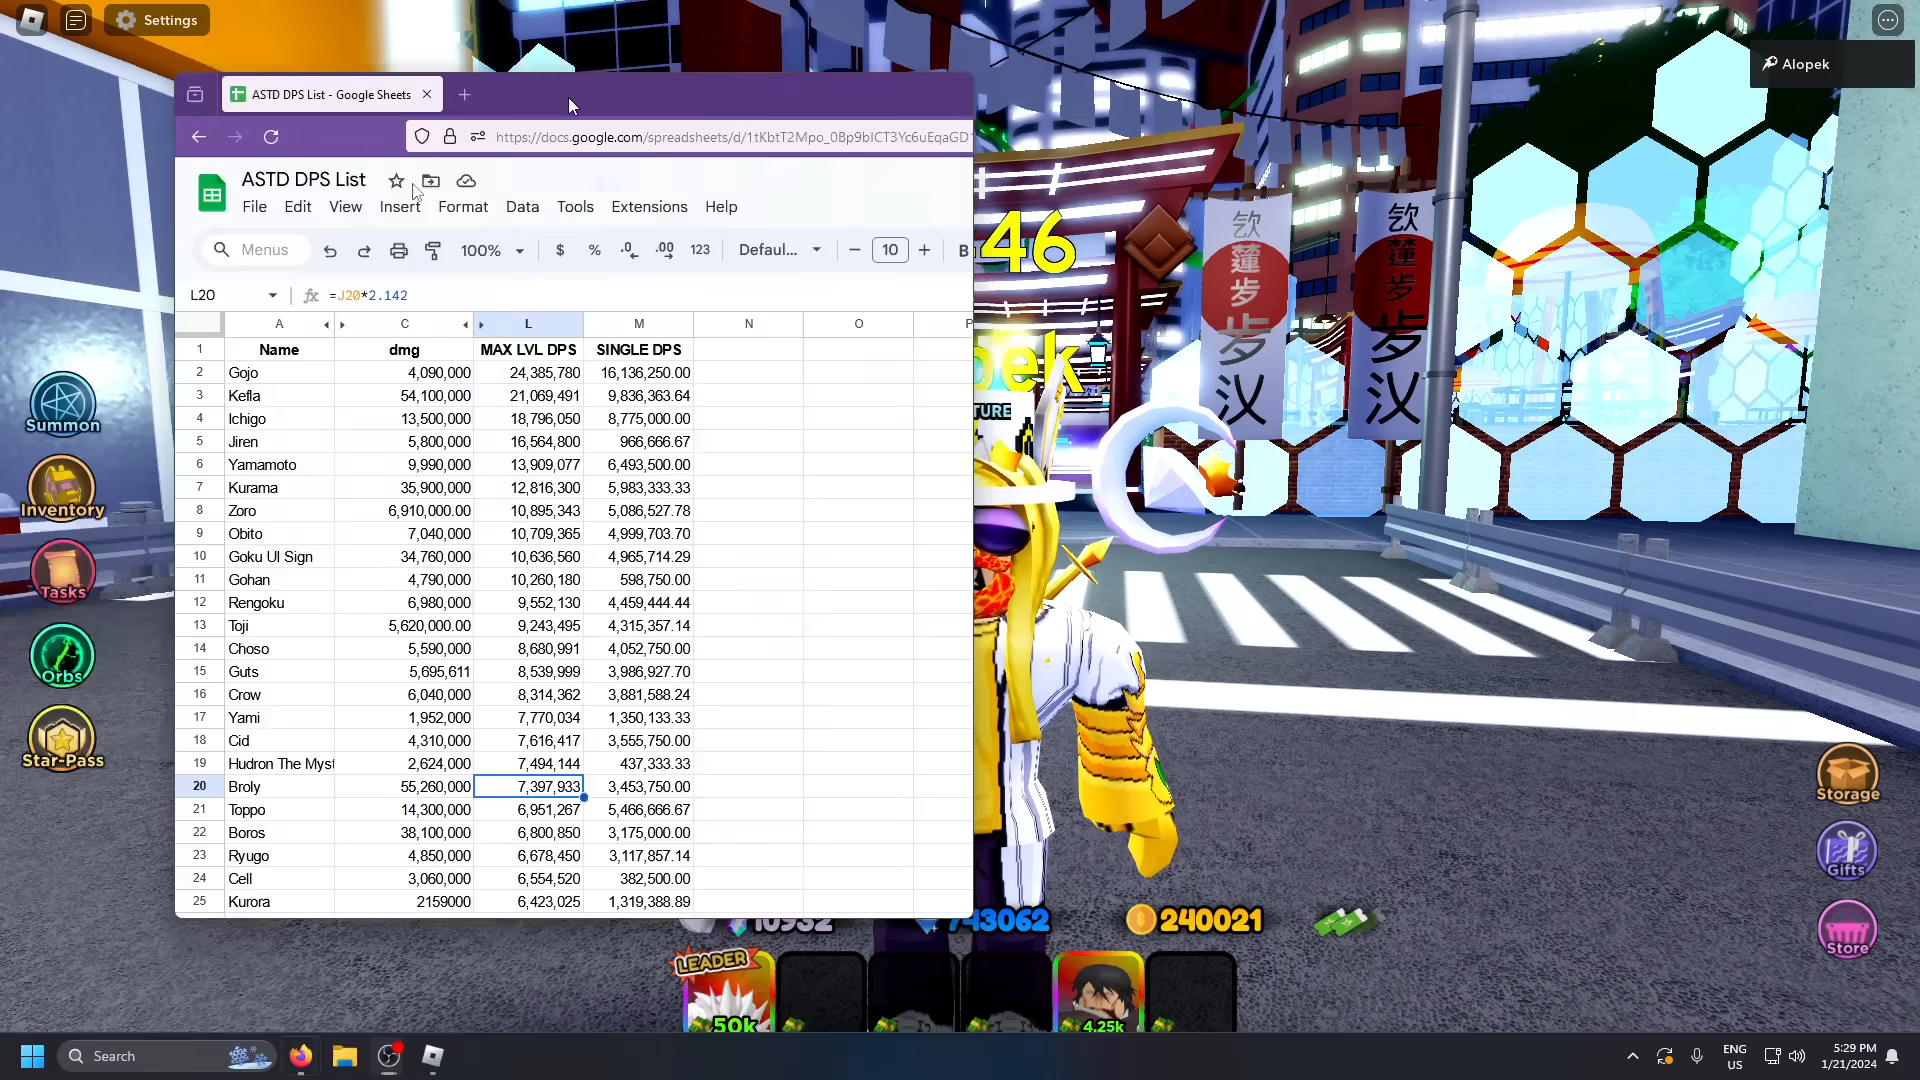 Settings
Alopek
ASTD DPS List - Google Sheets
https://docs.google.com/spreadsheets/d/1tKbtT2Mpo_0Bp9bICT3Yc6uEqaGD
ASTD DPS List
File Edit View Insert Format Data Tools Extensions Help
Menus 100% $ % .0 .00 123 Defaul... 10 B
L20 fx =J20*2.142
A C L M N O P
1 Name dmg MAX LVL DPS SINGLE DPS
2 Gojo 4,090,000 24,385,780 16,136,250.00
3 Kefla 54,100,000 21,069,491 9,836,363.64
4 Ichigo 13,500,000 18,796,050 8,775,000.00
5 Jiren 5,800,000 16,564,800 966,666.67
6 Yamamoto 9,990,000 13,909,077 6,493,500.00
7 Kurama 35,900,000 12,816,300 5,983,333.33
8 Zoro 6,910,000.00 10,895,343 5,086,527.78
9 Obito 7,040,000 10,709,365 4,999,703.70
10 Goku UI Sign 34,760,000 10,636,560 4,965,714.29
11 Gohan 4,790,000 10,260,180 598,750.00
12 Rengoku 6,980,000 9,552,130 4,459,444.44
13 Toji 5,620,000.00 9,243,495 4,315,357.14
14 Choso 5,590,000 8,680,991 4,052,750.00
15 Guts 5,695,611 8,539,999 3,986,927.70
16 Crow 6,040,000 8,314,362 3,881,588.24
17 Yami 1,952,000 7,770,034 1,350,133.33
18 Cid 4,310,000 7,616,417 3,555,750.00
19 Hudron The Myst 2,624,000 7,494,144 437,333.33
20 Broly 55,260,000 7,397,933 3,453,750.00
21 Toppo 14,300,000 6,951,267 5,466,666.67
22 Boros 38,100,000 6,800,850 3,175,000.00
23 Ryugo 4,850,000 6,678,450 3,117,857.14
24 Cell 3,060,000 6,554,520 382,500.00
25 Kurora 2159000 6,423,025 1,319,388.89
46
pek
TURE
Summon
Inventory
Tasks
Orbs
Star-Pass
Storage
Gifts
Store
10932 743062 240021
LEADER
50k
4.25k
Search
ENG
US
5:29 PM
1/21/2024